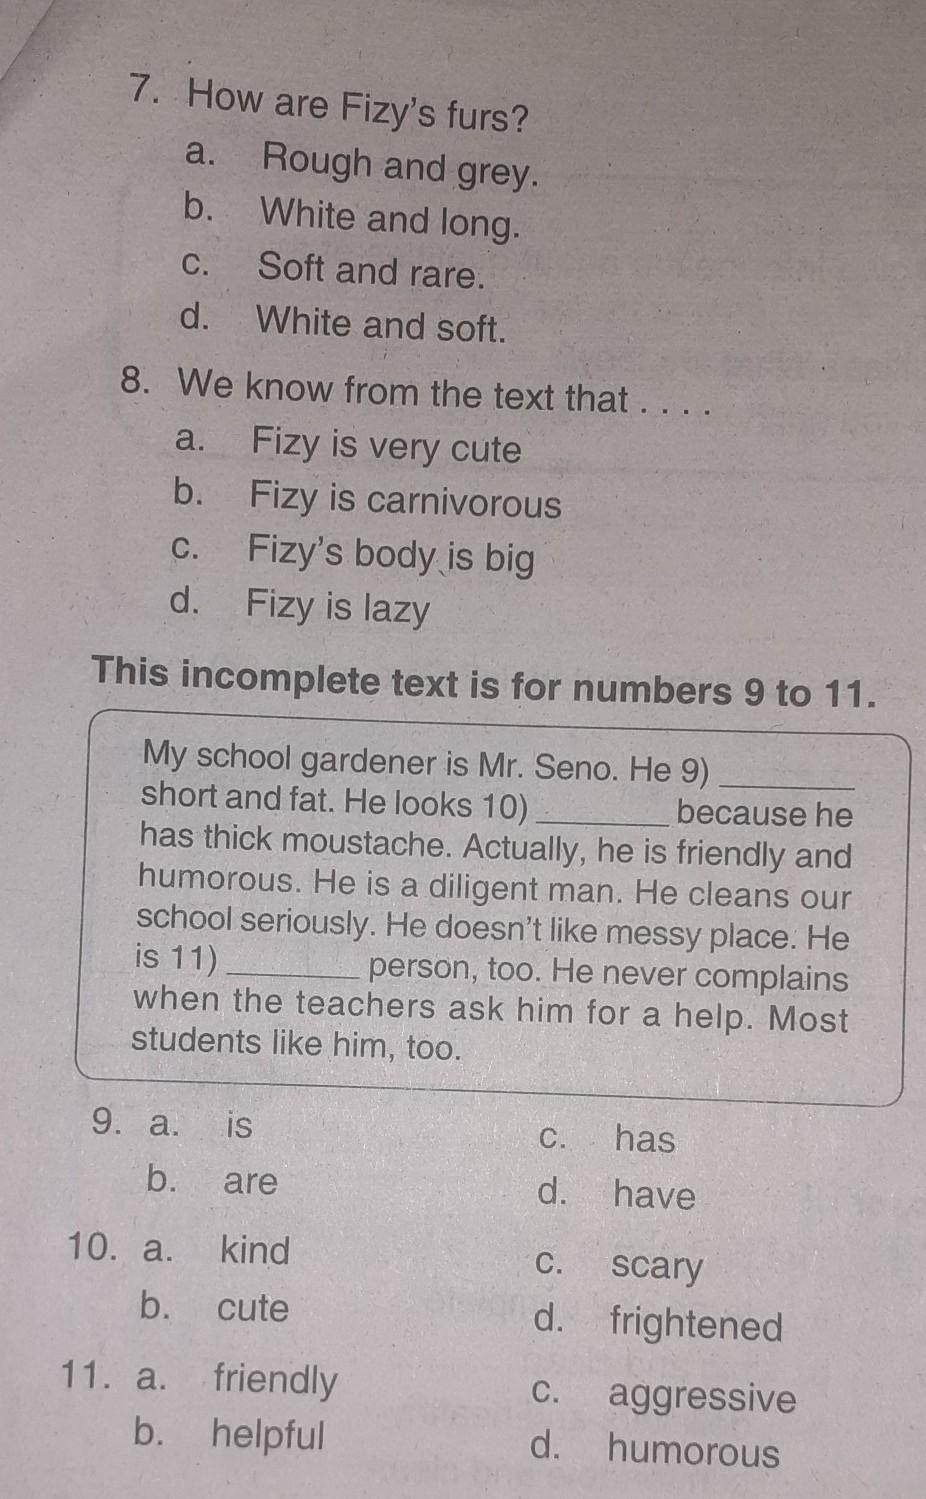 7. How are Fizy's furs?
a. Rough and grey.
b. White and long.
c. Soft and rare.
d. White and soft.
8. We know from the text that . . . .
a. Fizy is very cute
b. Fizy is carnivorous
c. Fizy's body is big
d. Fizy is lazy
This incomplete text is for numbers 9 to 11.
My school gardener is Mr. Seno. He 9) ________
short and fat. He looks 10) ________ because he
has thick moustache. Actually, he is friendly and
humorous. He is a diligent man. He cleans our
school seriously. He doesn't like messy place. He
is 11) ________ person, too. He never complains
when the teachers ask him for a help. Most
students like him, too.
9. a. is c. has
b. are d. have
10. a. kind c. scary
b. cute d. frightened
11. a. friendly c. aggressive
b. helpful d. humorous